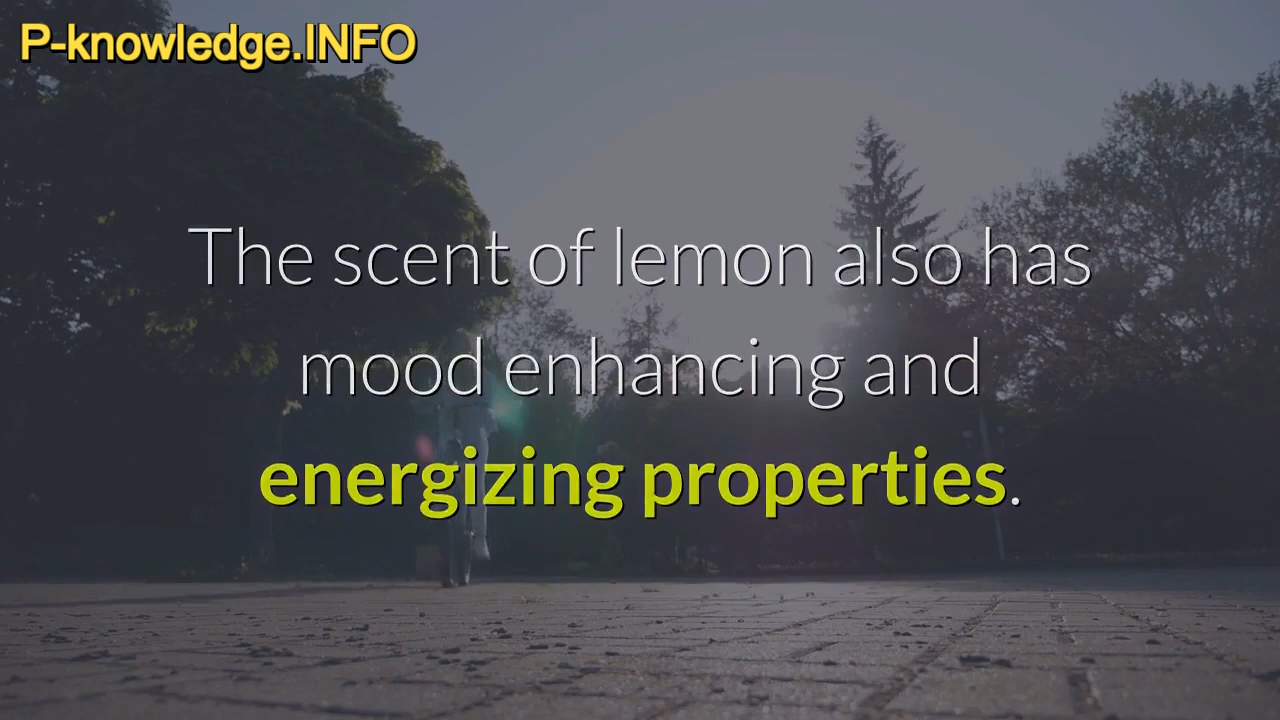 P-knowledge.INFO
The scent of lemon also has
mood enhancing and
energizing properties.